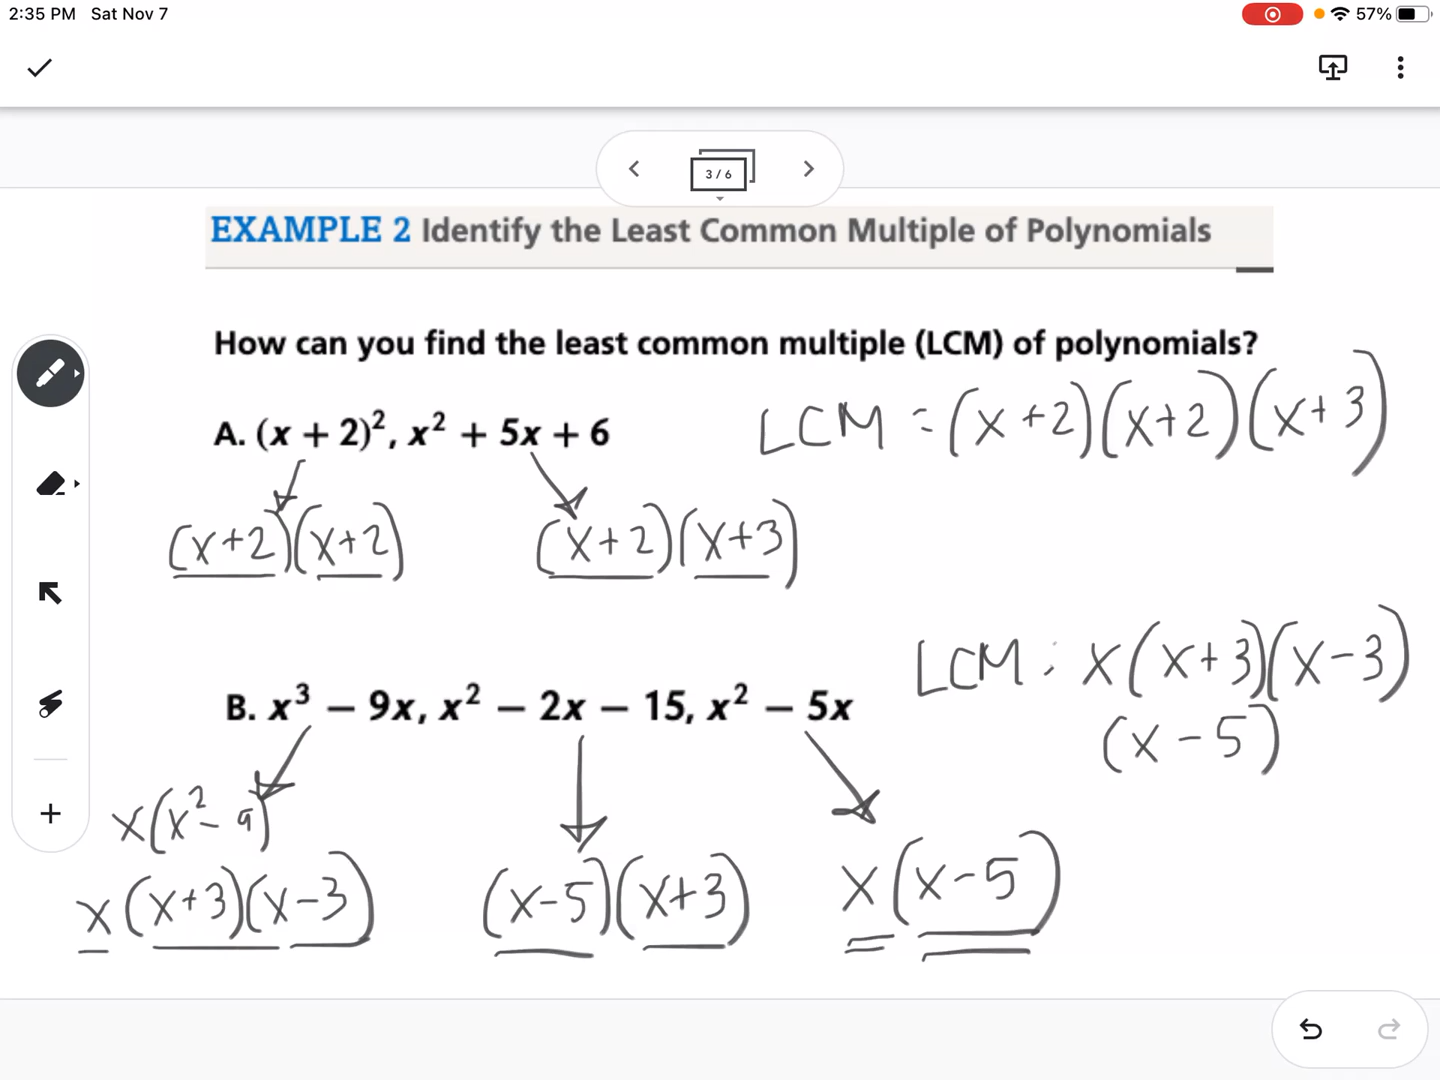 2:35 PM Sat Nov 7
57%
3 / 6
EXAMPLE 2 Identify the Least Common Multiple of Polynomials
How can you find the least common multiple (LCM) of polynomials?
LCM = (x+2)(x+2)(x+3)
A. (x + 2)², x² + 5x + 6
(x+2)(x+2)
(x+2)(x+3)
LCM: x(x+3)(x-3)
(x-5)
B. x³ − 9x, x² − 2x − 15, x² − 5x
x(x²-9)
x(x+3)(x-3)
(x-5)(x+3)
x(x-5)